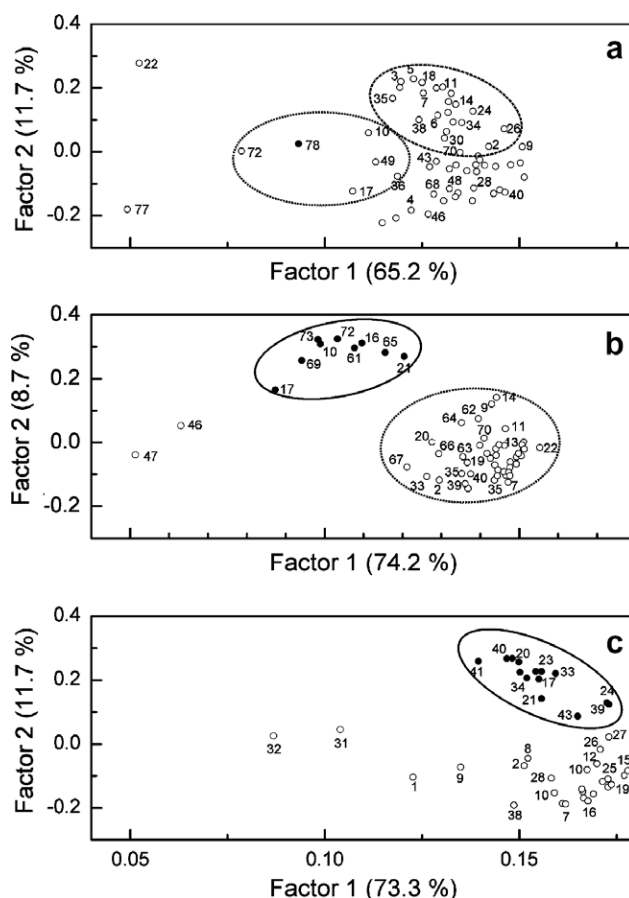 a
0.4
0.2
0.0
-0.2
Factor 2 (11.7 %)
22
3 5 18 11
35 7 14 24
38 6 34 26
10 30 2 9
72 78 49 43 70
36 68 48 28
17 40
77 4 46
Factor 1 (65.2 %)
b
0.4
0.2
0.0
-0.2
Factor 2 (8.7 %)
73 72 16 65
10 61 21
69
17
46
47
14
62 9
64 11
20 70 13 22
66 63
67 19
33 35 40
2 39 35 7
Factor 1 (74.2 %)
c
0.4
0.2
0.0
-0.2
Factor 2 (11.7 %)
40 20 23 33
41 34 17
21 24
43 39
32 31
1 9
8 26 27
2 12 15
28 25
10 19
38 7 16
0.05 0.10 0.15
Factor 1 (73.3 %)